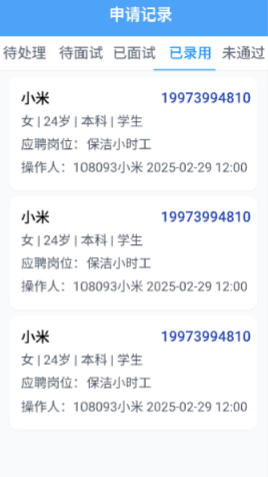 申请记录
待处理 待面试 已面试 已录用 未通过
小米 19973994810
女 | 24岁 | 本科 | 学生
应聘岗位：保洁小时工
操作人：108093小米 2025-02-29 12:00
小米 19973994810
女 | 24岁 | 本科 | 学生
应聘岗位：保洁小时工
操作人：108093小米 2025-02-29 12:00
小米 19973994810
女 | 24岁 | 本科 | 学生
应聘岗位：保洁小时工
操作人：108093小米 2025-02-29 12:00